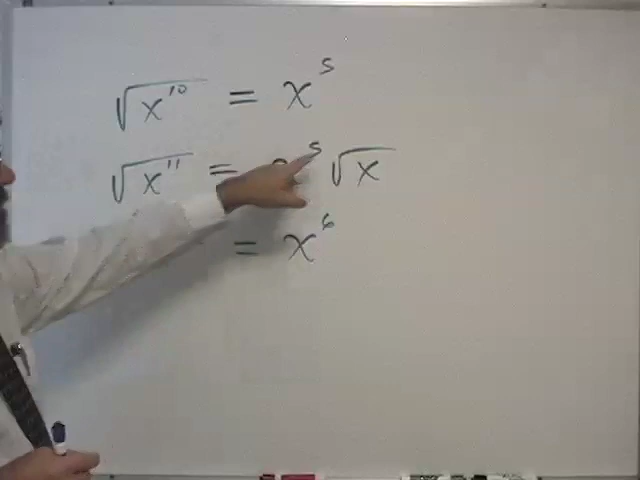 √x¹⁰ = x⁵
√x¹¹ = x⁵ √x
= x⁶